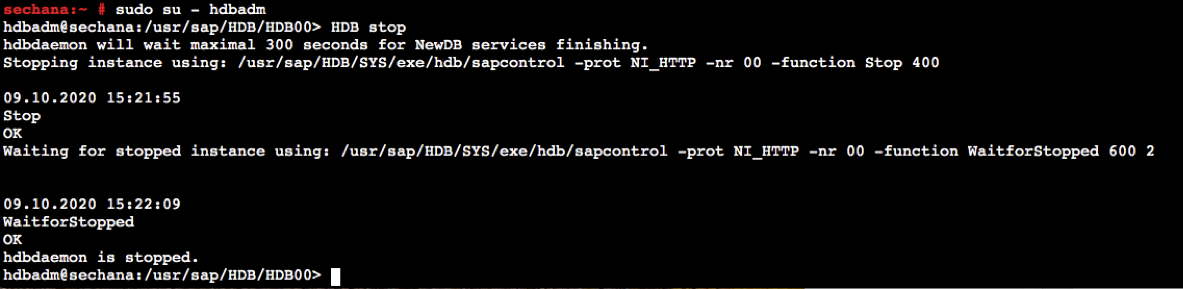 sechana:~ # sudo su - hdbadm
hdbadm@sechana:/usr/sap/HDB/HDB00> HDB stop
hdbdaemon will wait maximal 300 seconds for NewDB services finishing.
Stopping instance using: /usr/sap/HDB/SYS/exe/hdb/sapcontrol -prot NI_HTTP -nr 00 -function Stop 400
09.10.2020 15:21:55
Stop
OK
Waiting for stopped instance using: /usr/sap/HDB/SYS/exe/hdb/sapcontrol -prot NI_HTTP -nr 00 -function WaitforStopped 600 2
09.10.2020 15:22:09
WaitforStopped
OK
hdbdaemon is stopped.
hdbadm@sechana:/usr/sap/HDB/HDB00>